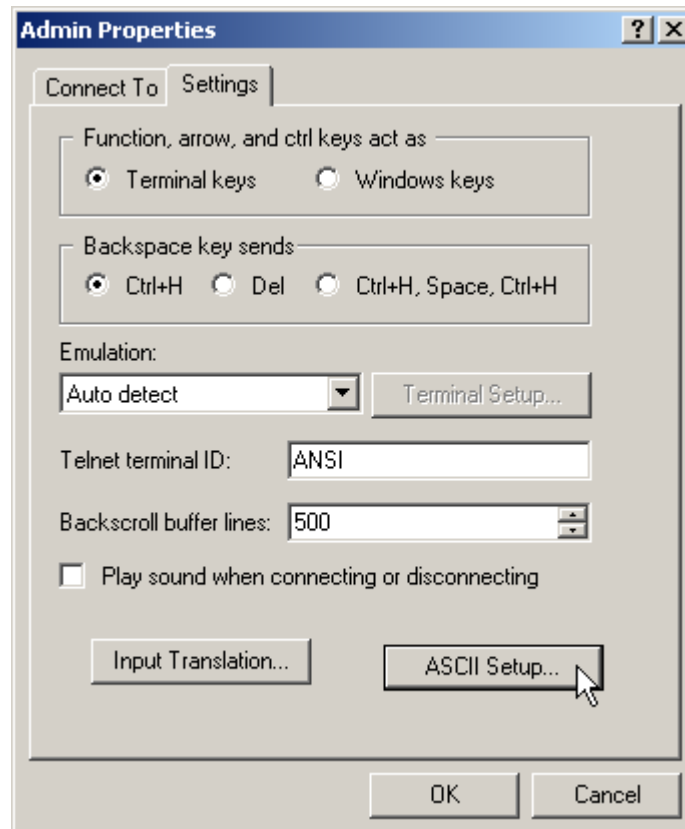 Admin Properties
Connect To Settings
Function, arrow, and ctrl keys act as
Terminal keys Windows keys
Backspace key sends
Ctrl+H Del Ctrl+H, Space, Ctrl+H
Emulation:
Auto detect Terminal Setup...
Telnet terminal ID: ANSI
Backscroll buffer lines: 500
Play sound when connecting or disconnecting
Input Translation... ASCII Setup...
OK Cancel